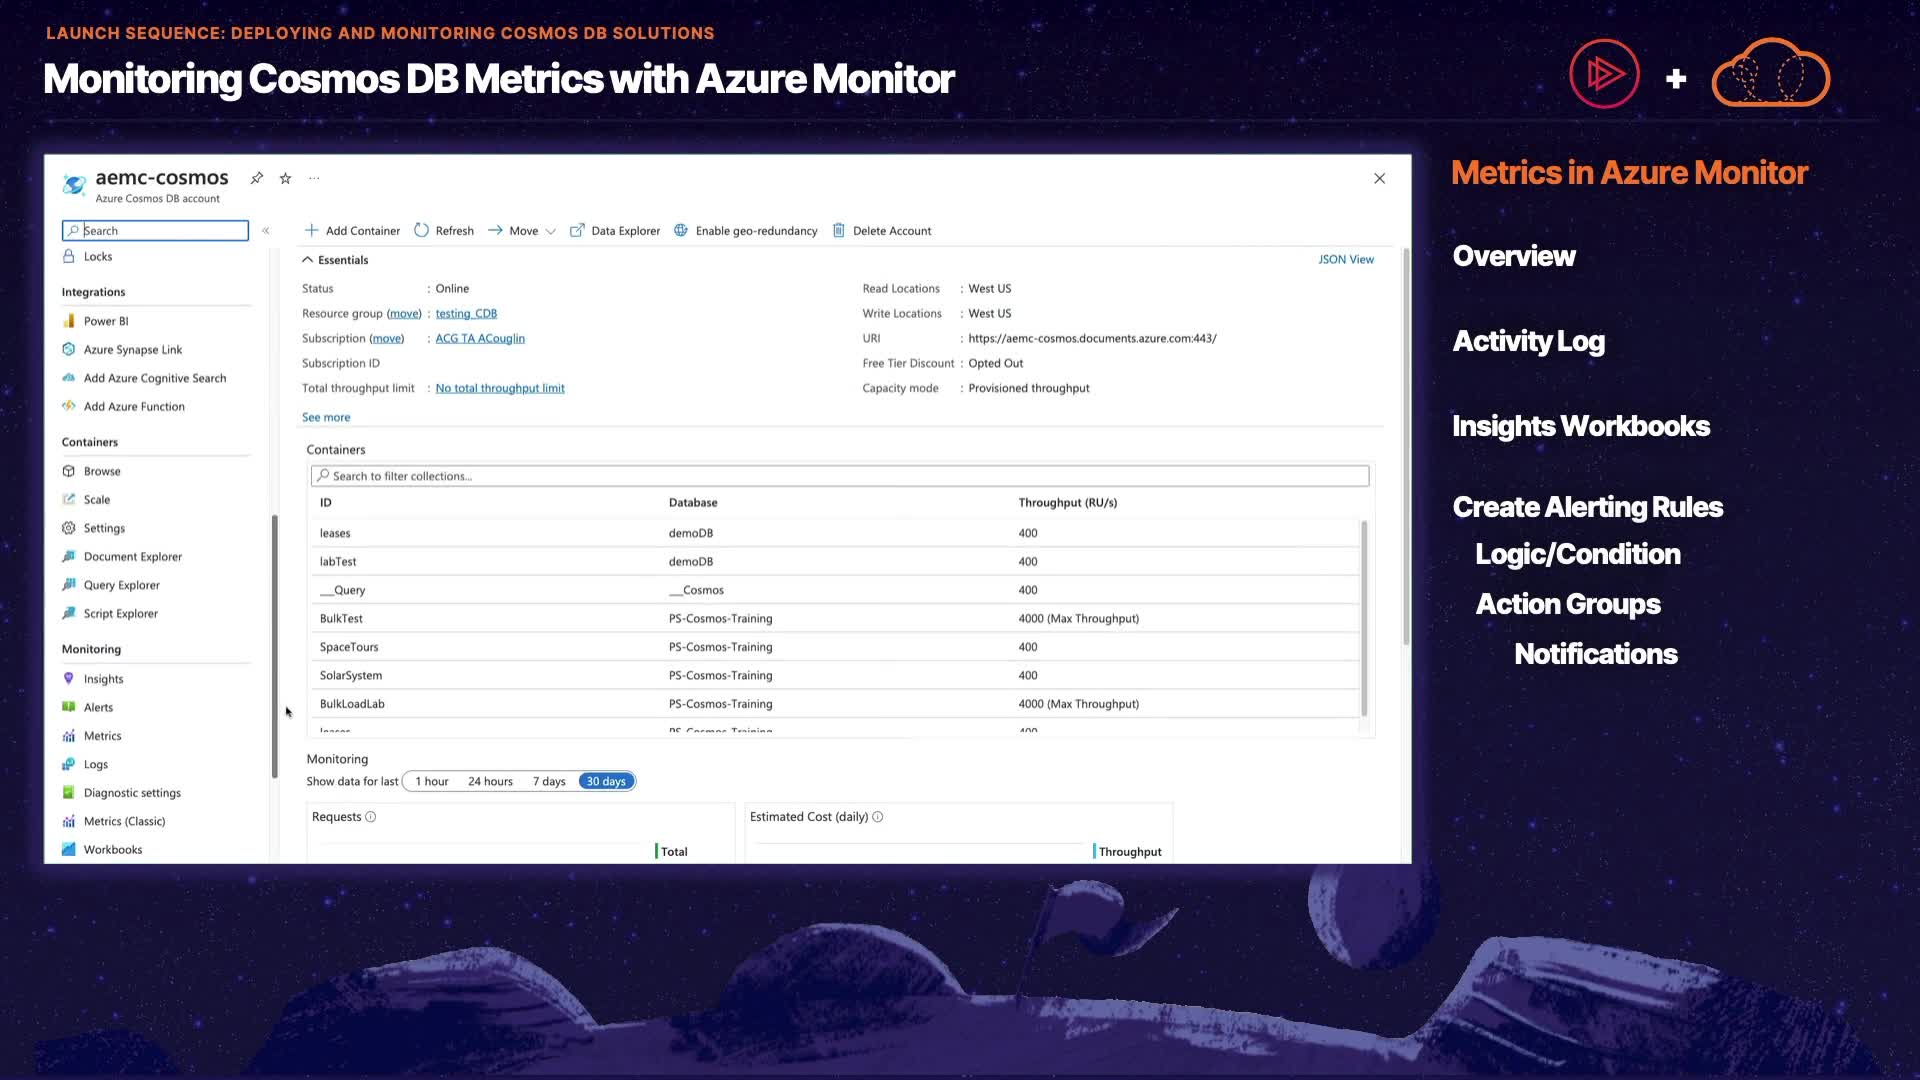 LAUNCH SEQUENCE: DEPLOYING AND MONITORING COSMOS DB SOLUTIONS
Monitoring Cosmos DB Metrics with Azure Monitor
aemc-cosmos
Azure Cosmos DB account
Search
Locks
Integrations
Power BI
Azure Synapse Link
Add Azure Cognitive Search
Add Azure Function
Containers
Browse
Scale
Settings
Document Explorer
Query Explorer
Script Explorer
Monitoring
Insights
Alerts
Metrics
Logs
Diagnostic settings
Metrics (Classic)
Workbooks
Add Container Refresh Move Data Explorer Enable geo-redundancy Delete Account
Essentials JSON View
Status : Online
Resource group (move) : testing_CDB
Subscription (move) : ACG TA ACouglin
Subscription ID
Total throughput limit : No total throughput limit
See more
Read Locations : West US
Write Locations : West US
URI : https://aemc-cosmos.documents.azure.com:443/
Free Tier Discount : Opted Out
Capacity mode : Provisioned throughput
Containers
Search to filter collections...
ID Database Throughput (RU/s)
leases demoDB 400
labTest demoDB 400
__Query __Cosmos 400
BulkTest PS-Cosmos-Training 4000 (Max Throughput)
SpaceTours PS-Cosmos-Training 400
SolarSystem PS-Cosmos-Training 400
BulkLoadLab PS-Cosmos-Training 4000 (Max Throughput)
leases PS-Cosmos-Training 400
Monitoring
Show data for last 1 hour 24 hours 7 days 30 days
Requests
Total
Estimated Cost (daily)
Throughput
Metrics in Azure Monitor
Overview
Activity Log
Insights Workbooks
Create Alerting Rules
Logic/Condition
Action Groups
Notifications